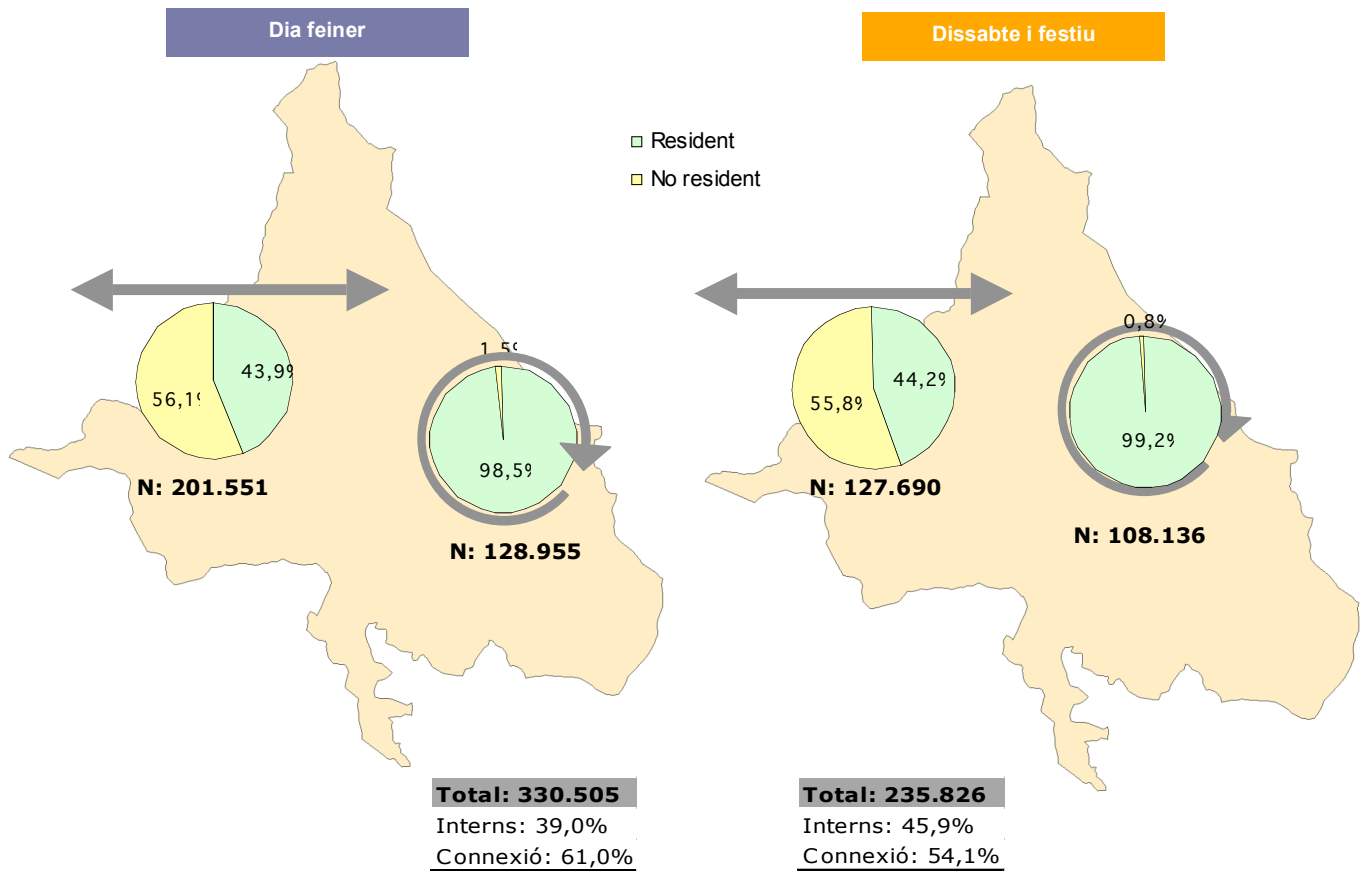 Dia feiner
Dissabte i festiu
Resident
No resident
43,9%
56,1%
N: 201.551
1,5%
98,5%
N: 128.955
44,2%
55,8%
N: 127.690
0,8%
99,2%
N: 108.136
Total: 330.505
Interns: 39,0%
Connexió: 61,0%
Total: 235.826
Interns: 45,9%
Connexió: 54,1%